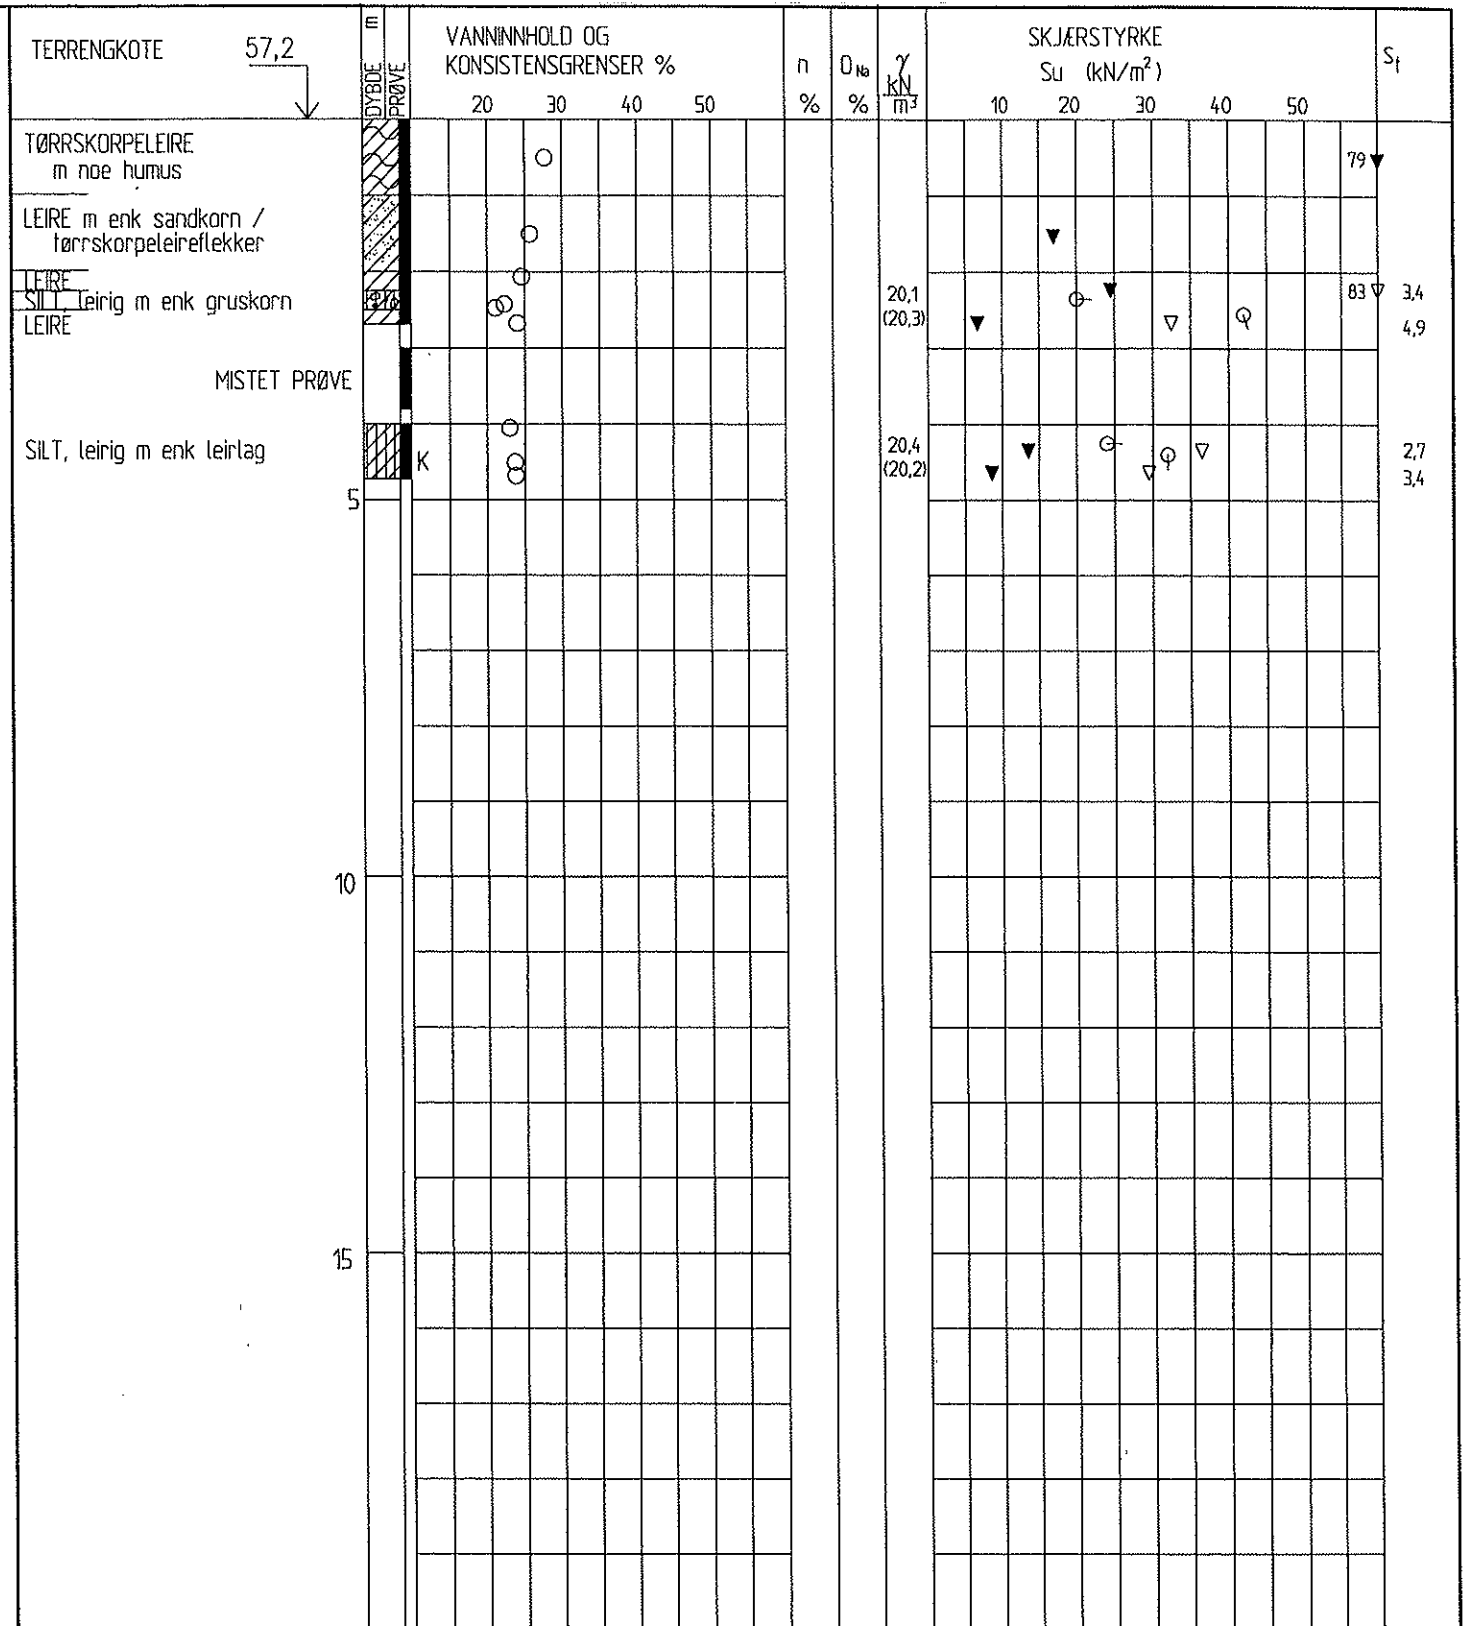 TERRENGKOTE 57,2
m
DYBDE
PRØVE
VANNINNHOLD OG
KONSISTENSGRENSER %
20 30 40 50
n
%
O Na
%
γ
kN
m³
SKJÆRSTYRKE
Su (kN/m²)
10 20 20 40 50
St
TØRRSKORPELEIRE
m noe humus
79
LEIRE m enk sandkorn /
tørrskorpeleireflekker
LEIRE
SILT, leirig m enk gruskorn
LEIRE
20,1
(20,3)
83
3,4
4,9
MISTET PRØVE
SILT, leirig m enk leirlag
K
20,4
(20,2)
2,7
3,4
5
10
15